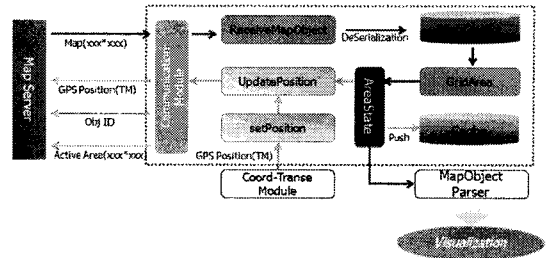 Map Server
Map(xxx*xxx)
GPS Position(TM)
Obj ID
Active Area(xxx*xxx)
Communication
Module
ReceiveMapObject
DeSerialization
UpdatePosition
GridArea
AreaState
setPosition
Push
GPS Position(TM)
Coord-Transe
Module
MapObject
Parser
Visualization